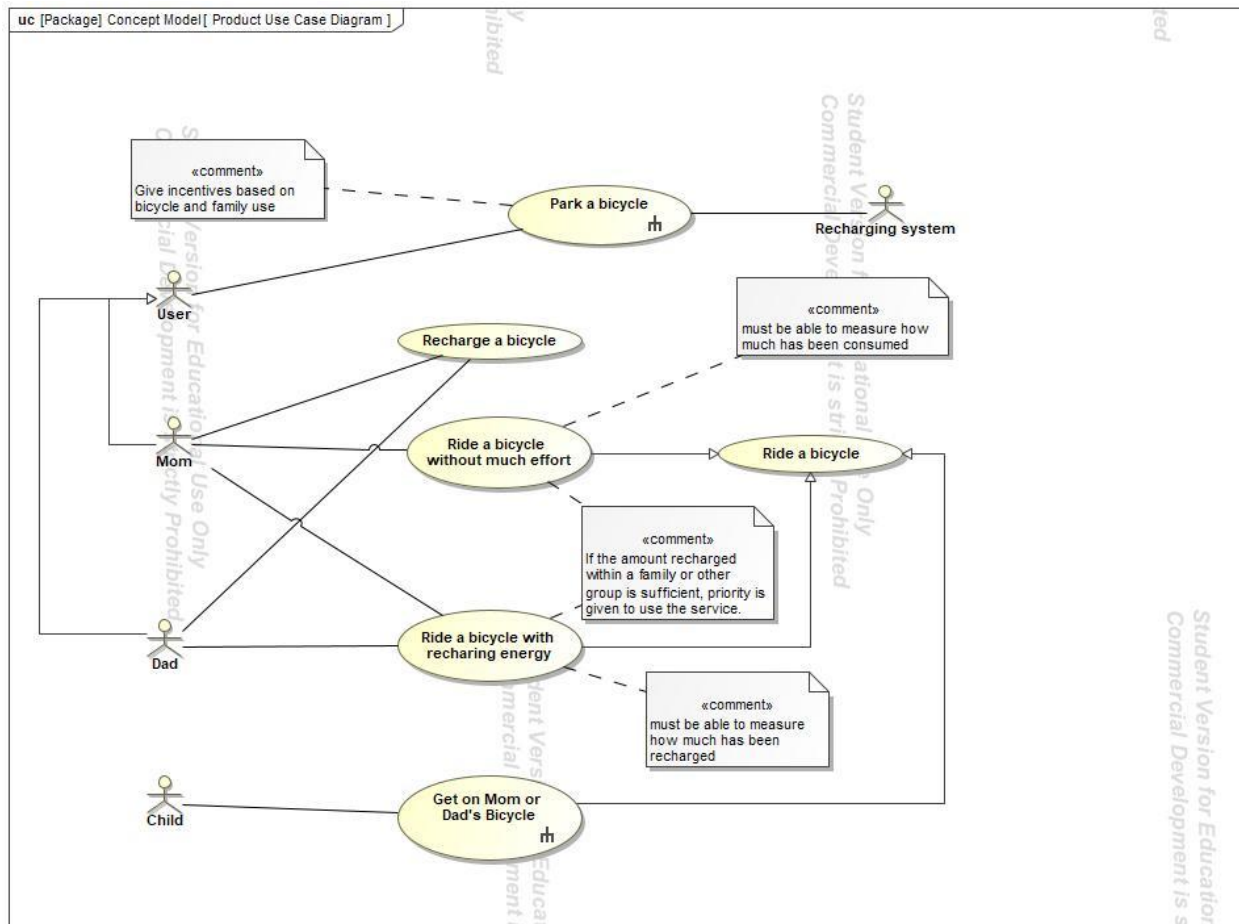 uc [Package] Concept Model[ Product Use Case Diagram ]
«comment»
Give incentives based on
bicycle and family use
Park a bicycle
Recharging system
User
«comment»
must be able to measure how
much has been consumed
Recharge a bicycle
Mom
Ride a bicycle
without much effort
Ride a bicycle
«comment»
If the amount recharged
within a family or other
group is sufficient, priority is
given to use the service.
Dad
Ride a bicycle with
recharing energy
«comment»
must be able to measure
how much has been
recharged
Child
Get on Mom or
Dad's Bicycle
Student Version for Educational Use Only
Commercial Development is strictly Prohibited